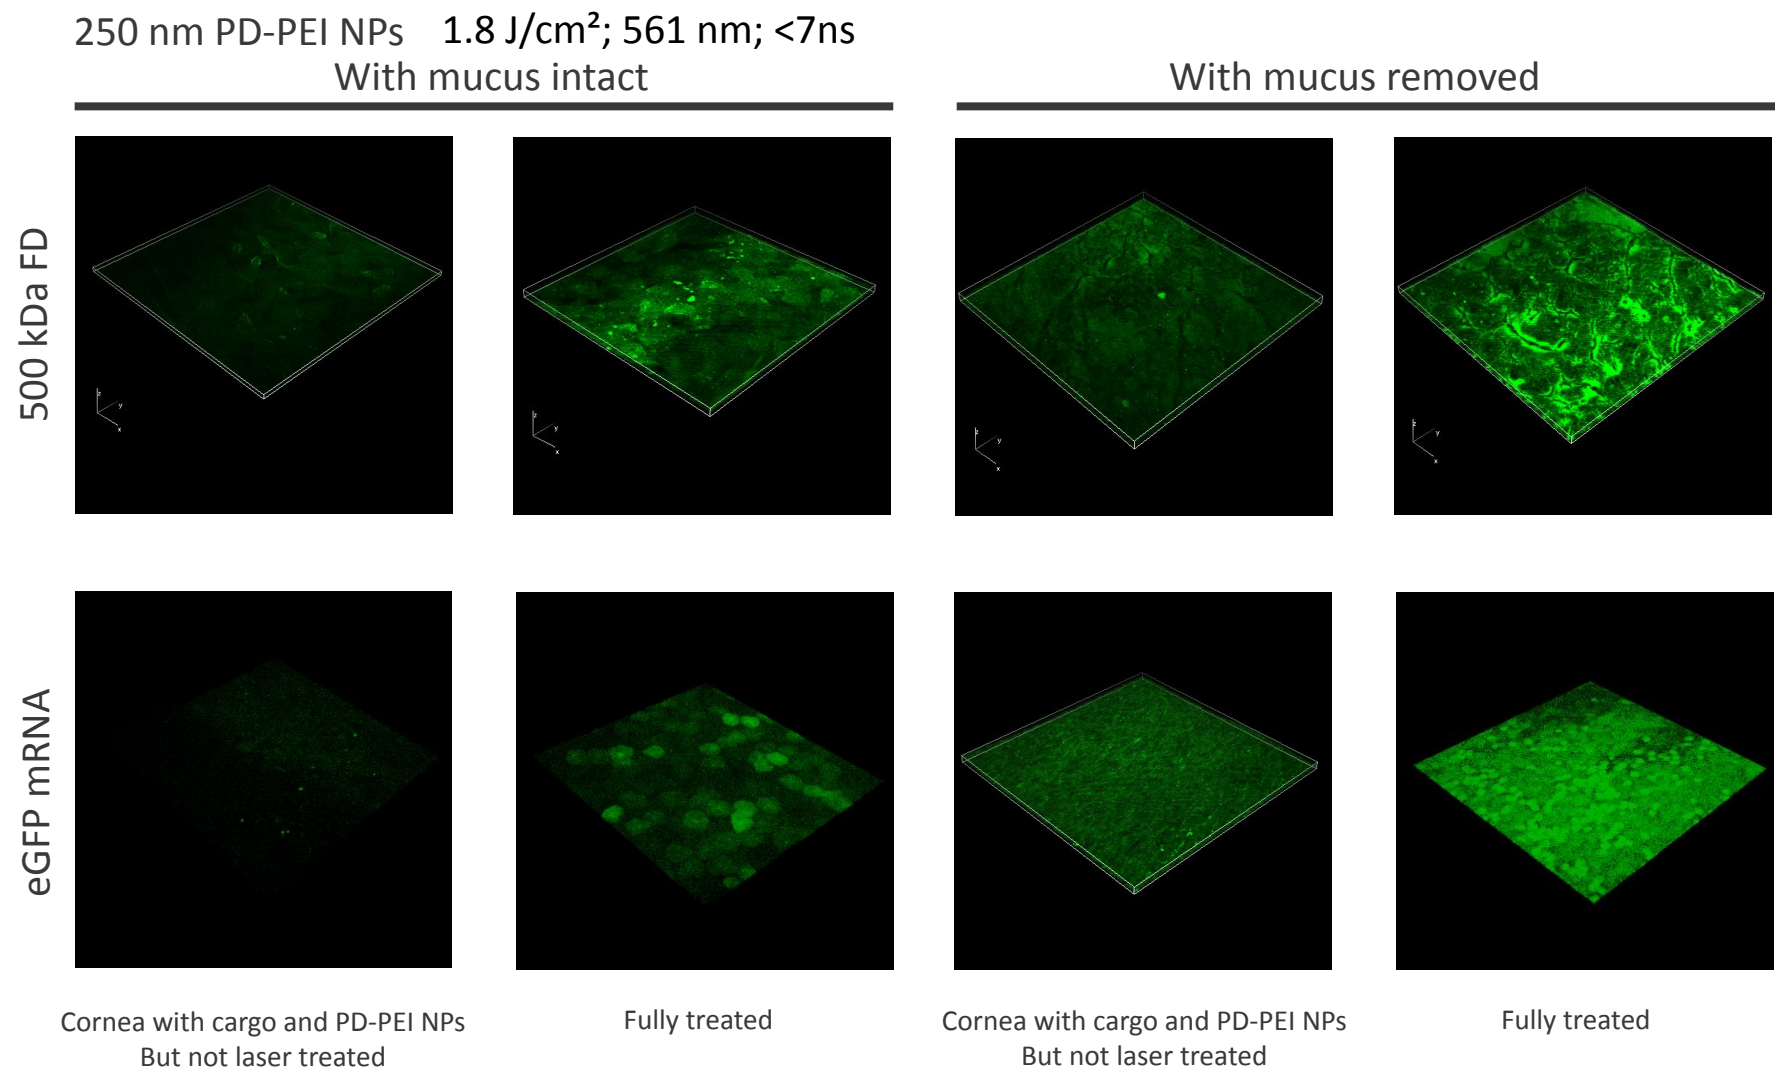 250 nm PD-PEI NPs 1.8 J/cm²; 561 nm; <7ns
With mucus intact
With mucus removed
500 kDa FD
z
y
x
z
y
x
z
y
x
z
y
x
eGFP mRNA
Cornea with cargo and PD-PEI NPs
But not laser treated
Fully treated
Cornea with cargo and PD-PEI NPs
But not laser treated
Fully treated